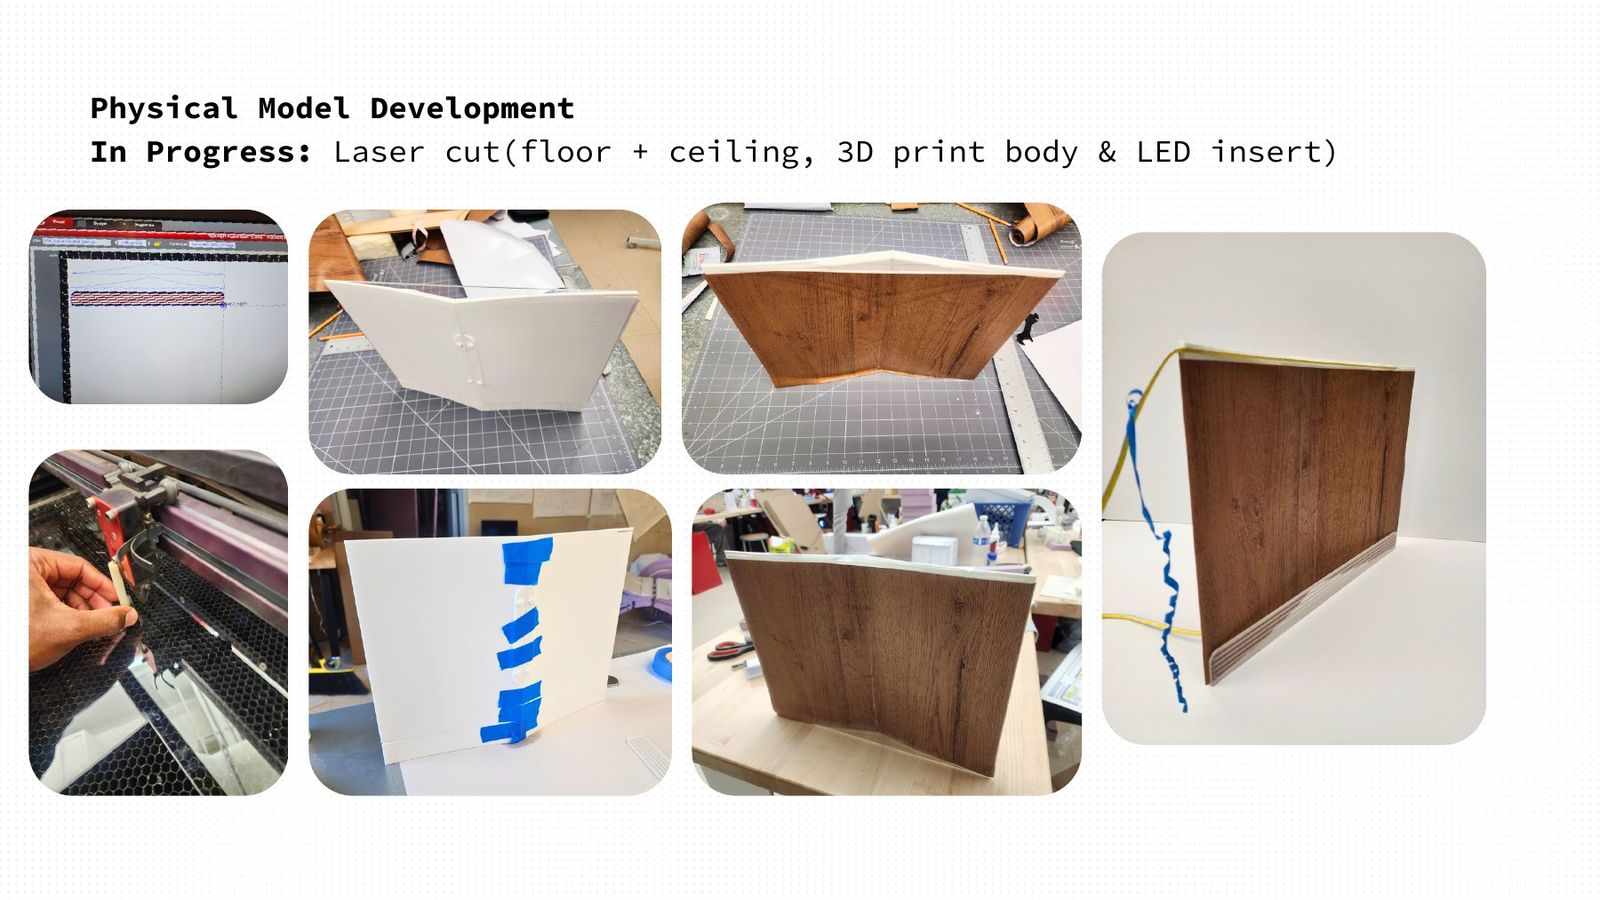 Physical Model Development
In Progress: Laser cut(floor + ceiling, 3D print body & LED insert)